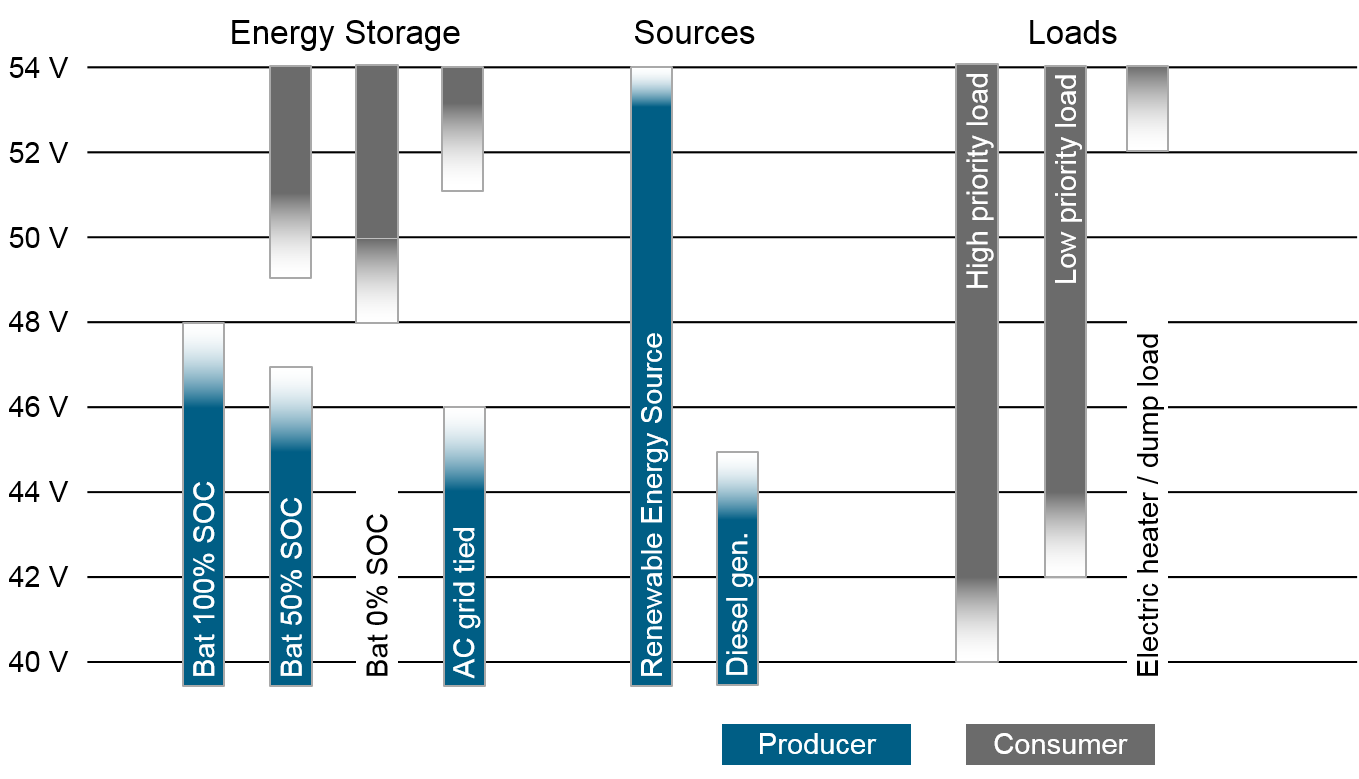 Energy Storage
Sources
Loads
54 V
52 V
50 V
48 V
46 V
44 V
42 V
40 V
Bat 100% SOC
Bat 50% SOC
Bat 0% SOC
AC grid tied
Renewable Energy Source
Diesel gen.
High priority load
Low priority load
Electric heater / dump load
Producer
Consumer